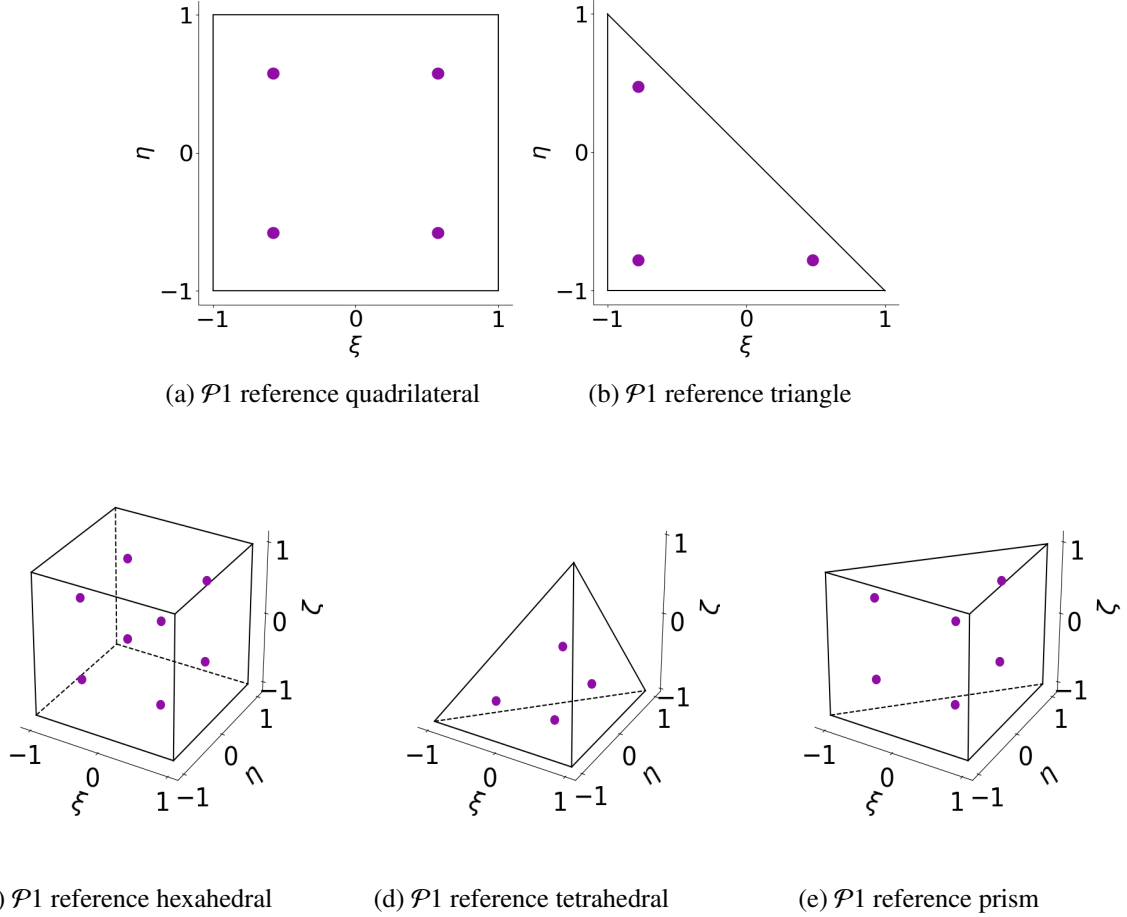 1
1
η
0
η
0
−1
−1
−1
0
1
−1
0
1
ξ
ξ
(a) 𝒫1 reference quadrilateral
(b) 𝒫1 reference triangle
1
0
ζ
−1
1
0
η
−1
0
1
−1
ξ
1
0
ζ
−1
1
0
η
−1
0
1
−1
ξ
1
0
ζ
−1
1
0
η
−1
0
1
−1
ξ
) 𝒫1 reference hexahedral
(d) 𝒫1 reference tetrahedral
(e) 𝒫1 reference prism